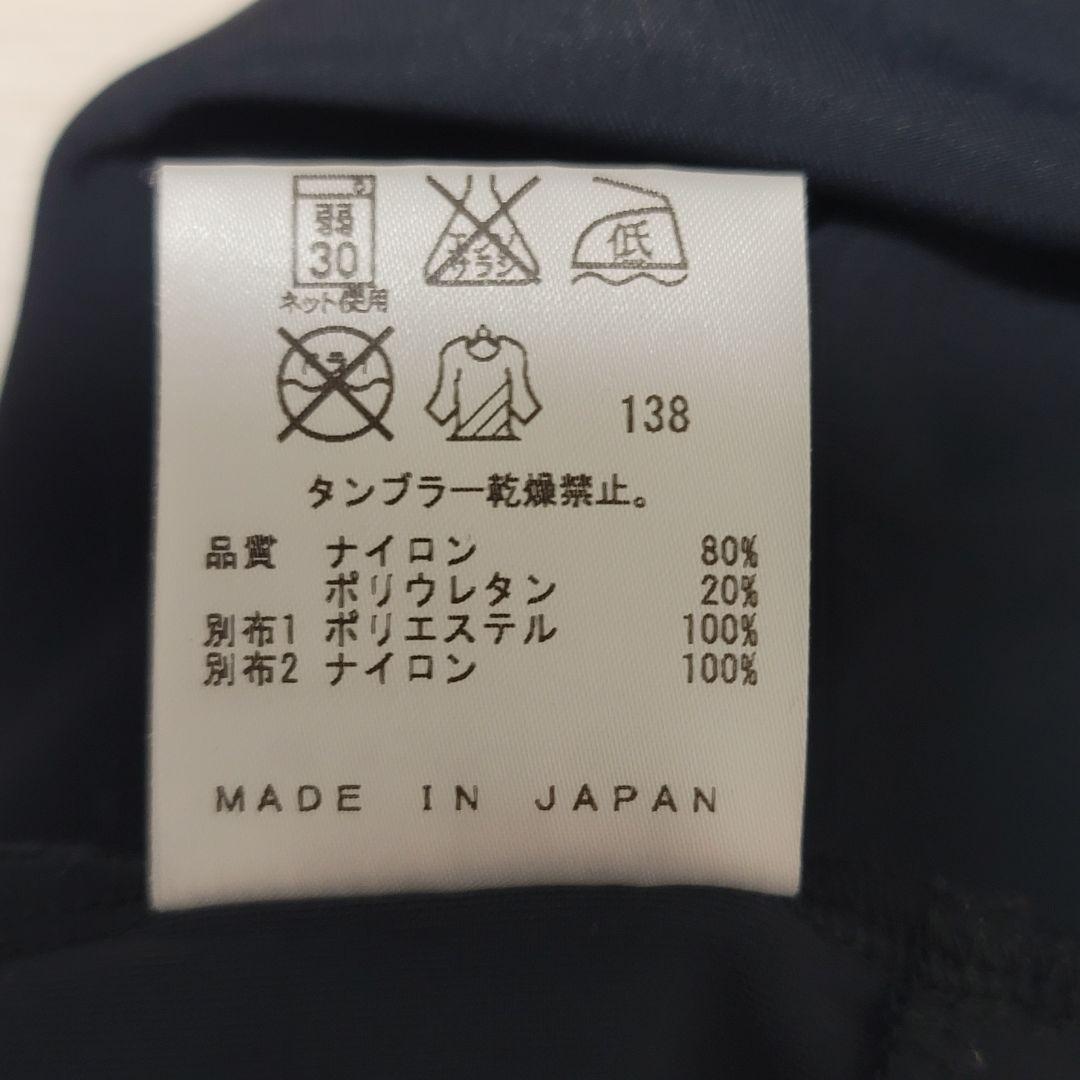 弱
30
ネット使用
エンソ
サラシ
低
ドライ
138
タンブラー乾燥禁止。
品質 ナイロン 80%
ポリウレタン 20%
別布1 ポリエステル 100%
別布2 ナイロン 100%
MADE IN JAPAN